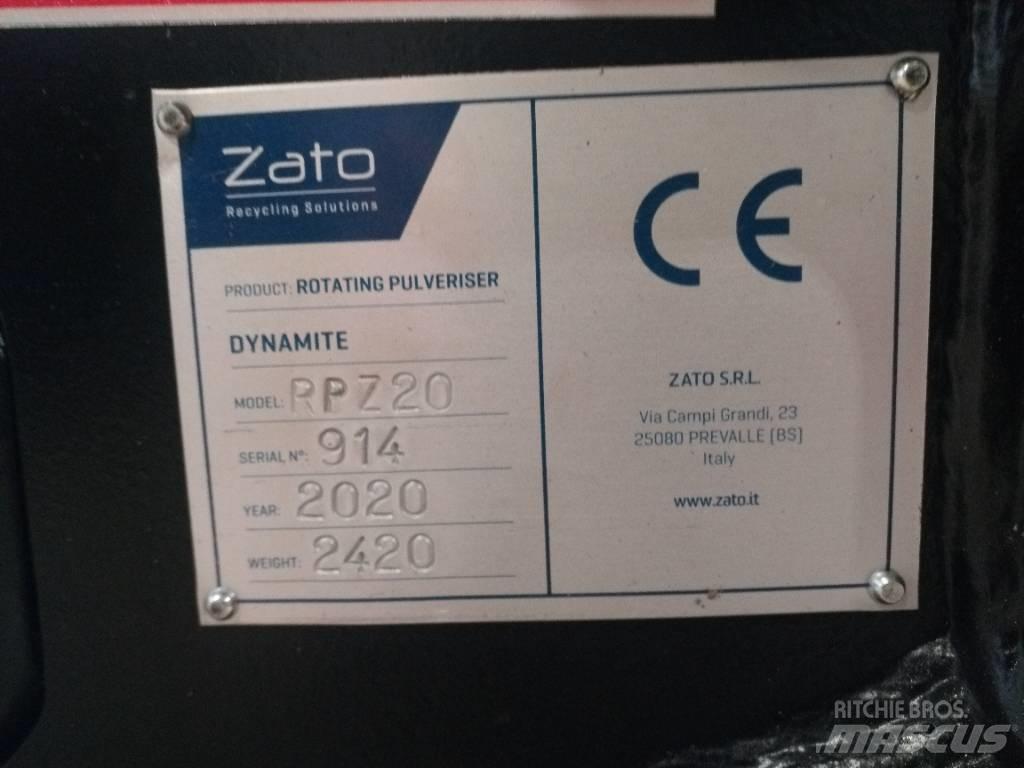 Zato
Recycling Solutions
PRODUCT: ROTATING PULVERISER
DYNAMITE
MODEL: RPZ20
SERIAL N°: 914
YEAR: 2020
WEIGHT: 2420
CE
ZATO S.R.L.
Via Campi Grandi, 23
25080 PREVALLE [BS]
Italy
www.zato.it
RITCHIE BROS.
MASCUS